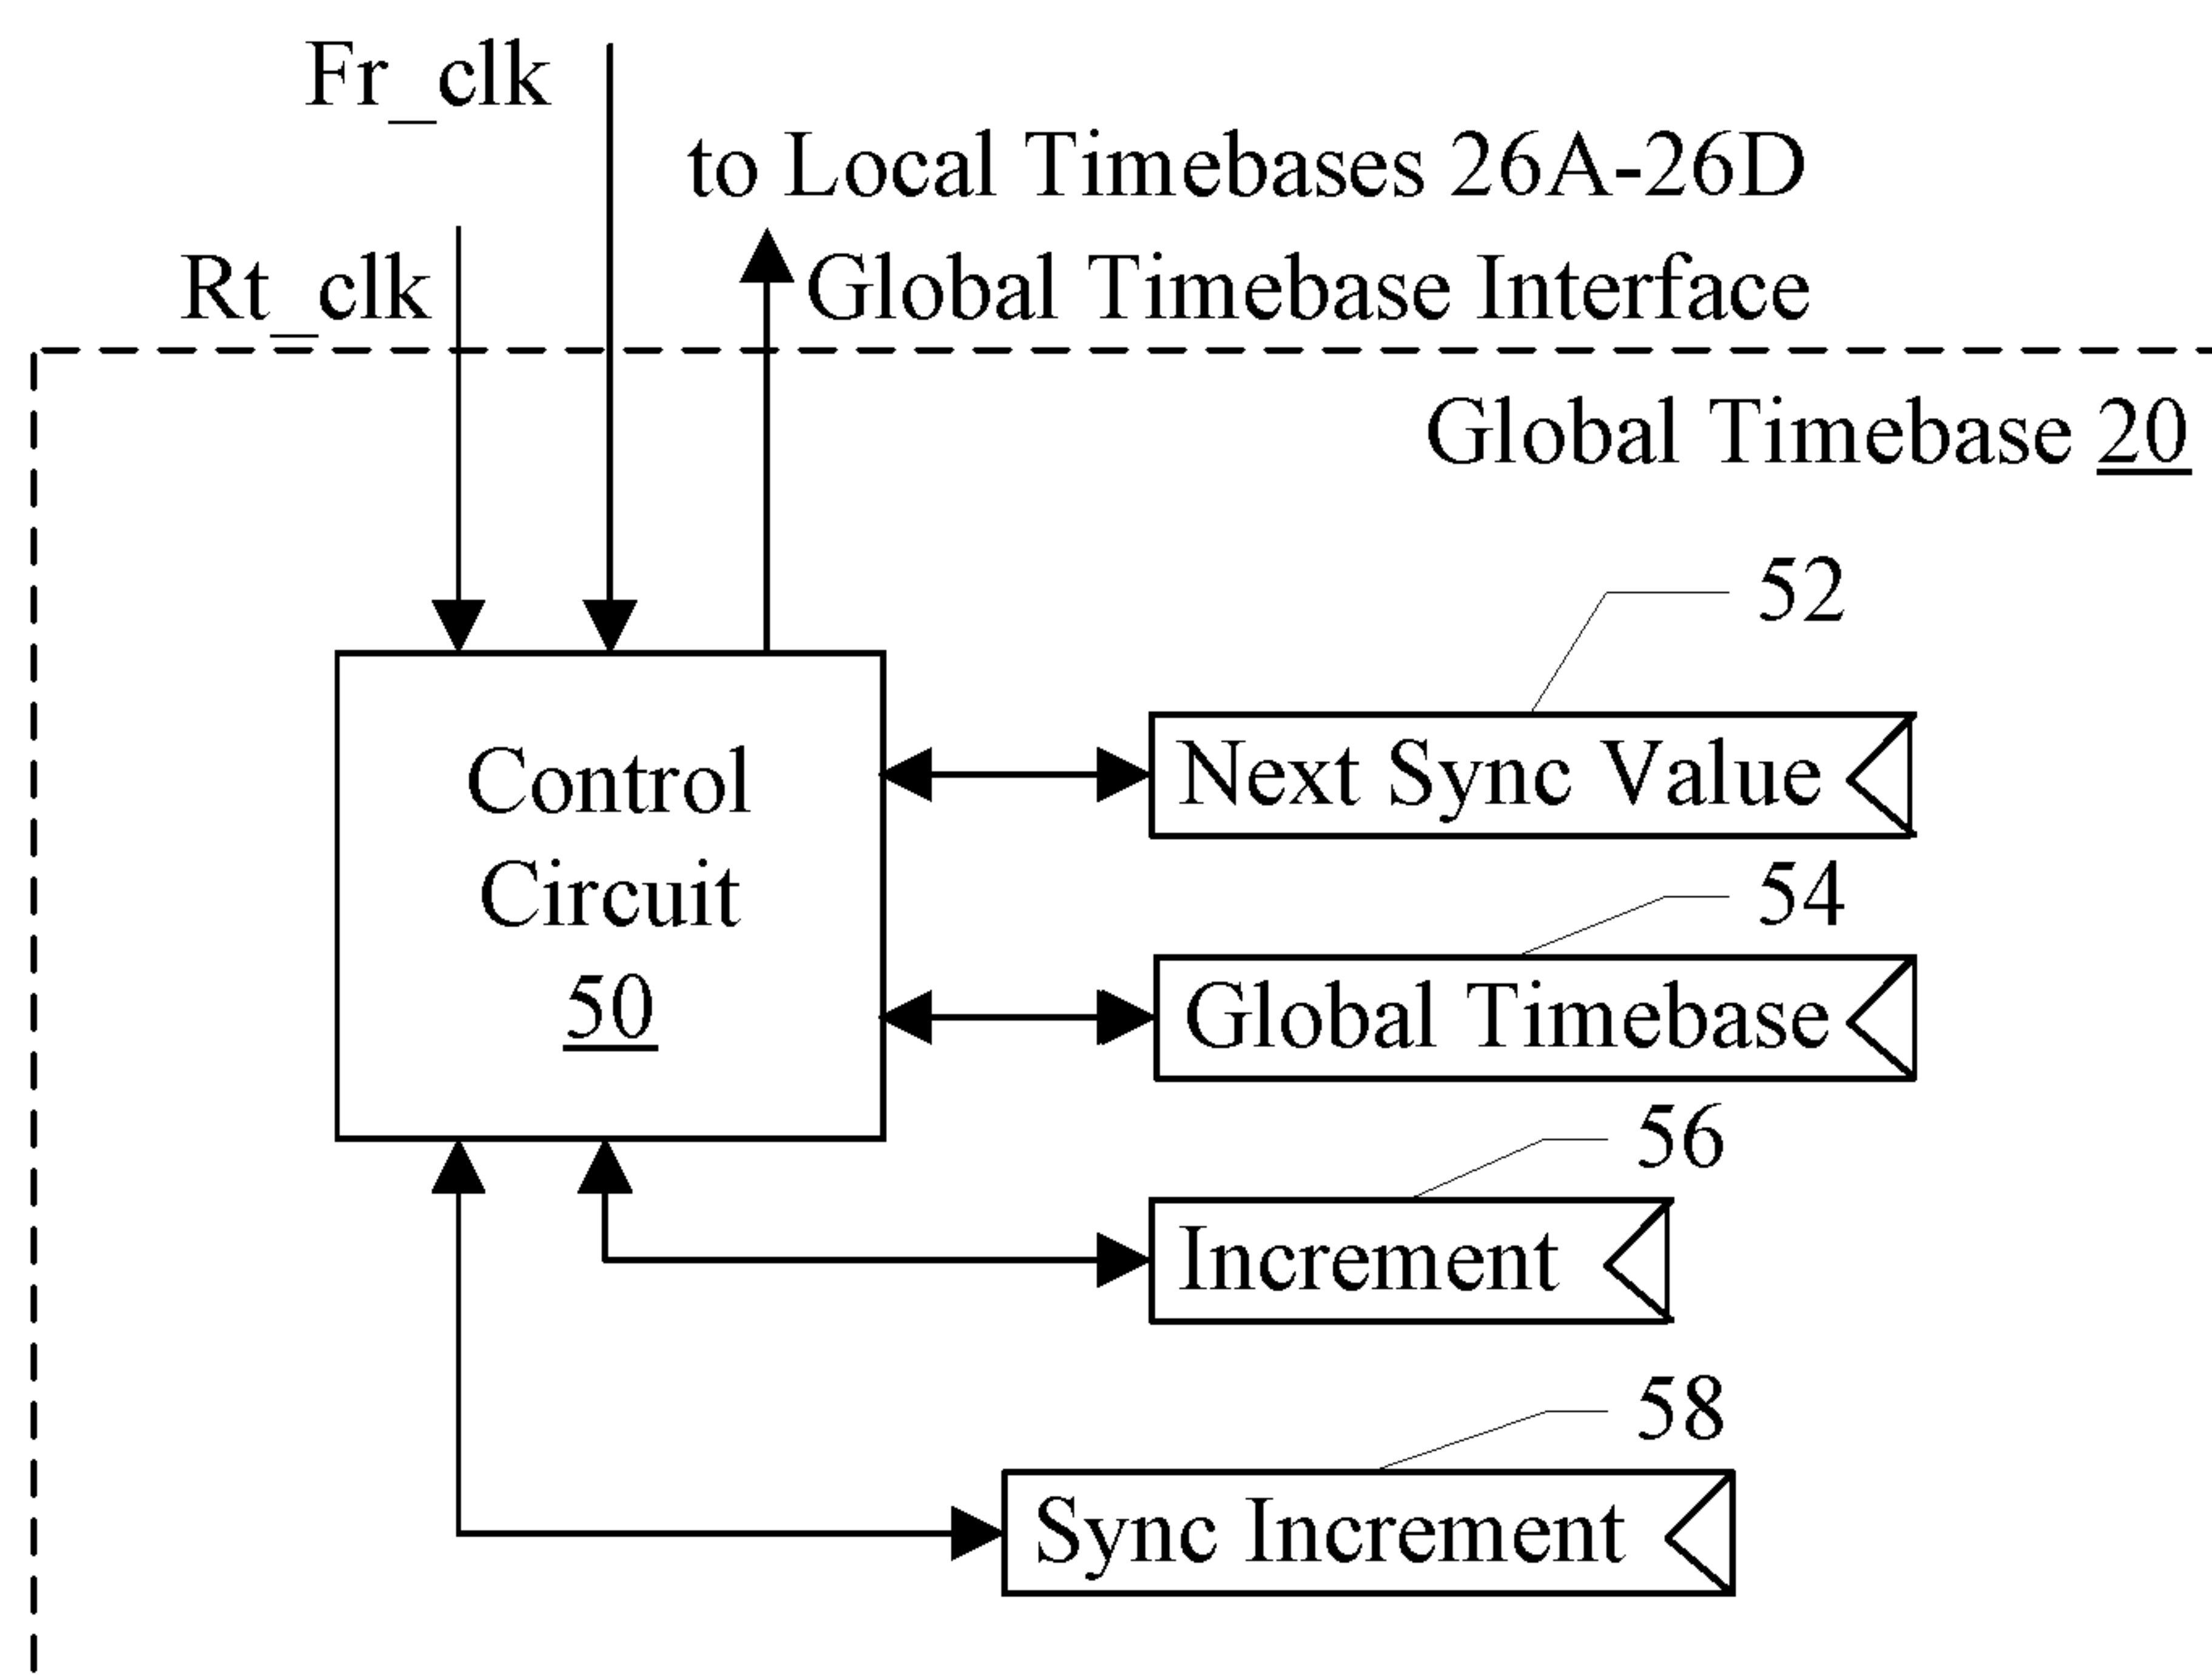 Fr_clk
to Local Timebases 26A-26D
Rt_clk
Global Timebase Interface
Global Timebase 20
52
Next Sync Value
Control
Circuit
50
54
Global Timebase
56
Increment
58
Sync Increment